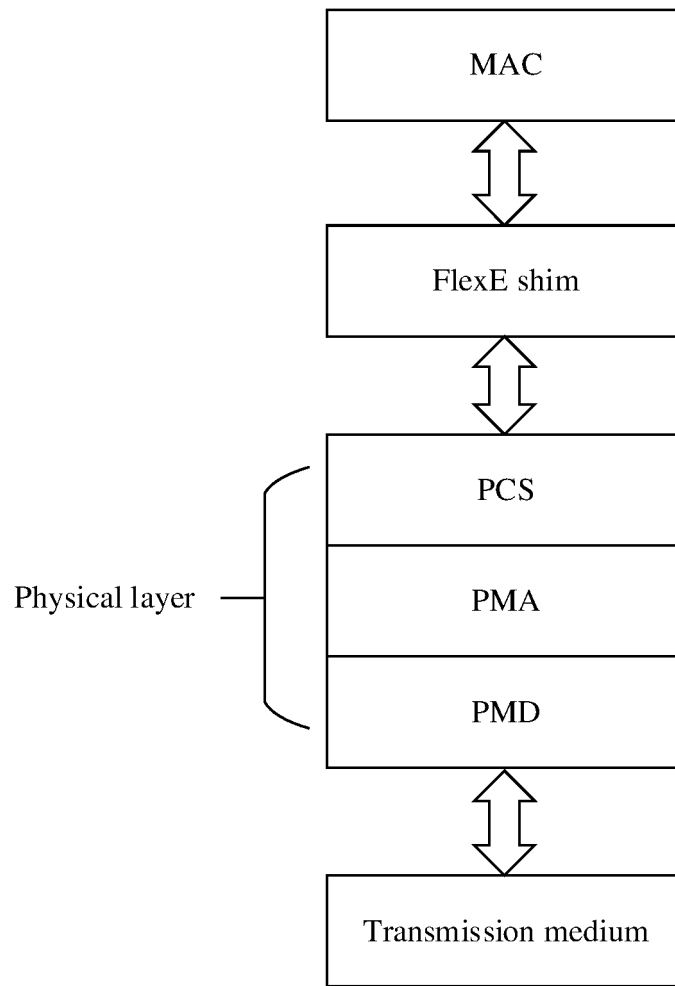 MAC
FlexE shim
PCS
Physical layer
PMA
PMD
Transmission medium